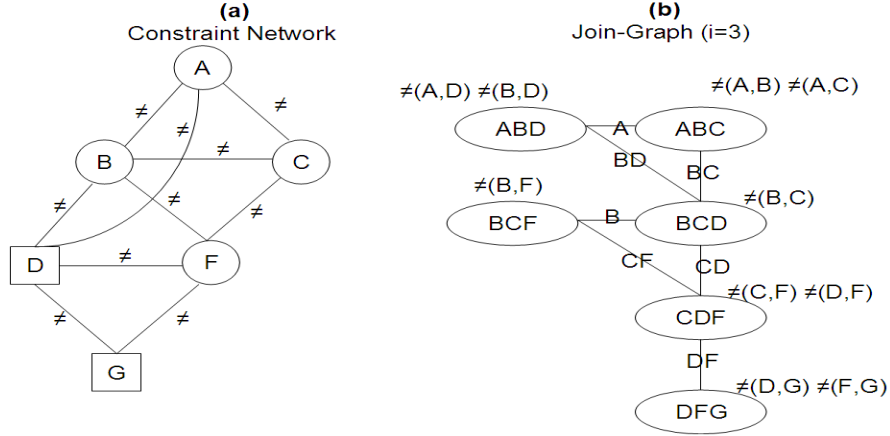 (a)
Constraint Network
A
≠
≠
≠
B
≠
C
≠
≠
≠
D
≠
F
≠
≠
G
(b)
Join-Graph (i=3)
≠(A,D) ≠(B,D)
≠(A,B) ≠(A,C)
ABD
A
ABC
BD
BC
≠(B,F)
≠(B,C)
BCF
B
BCD
CF
CD
≠(C,F) ≠(D,F)
CDF
DF
≠(D,G) ≠(F,G)
DFG